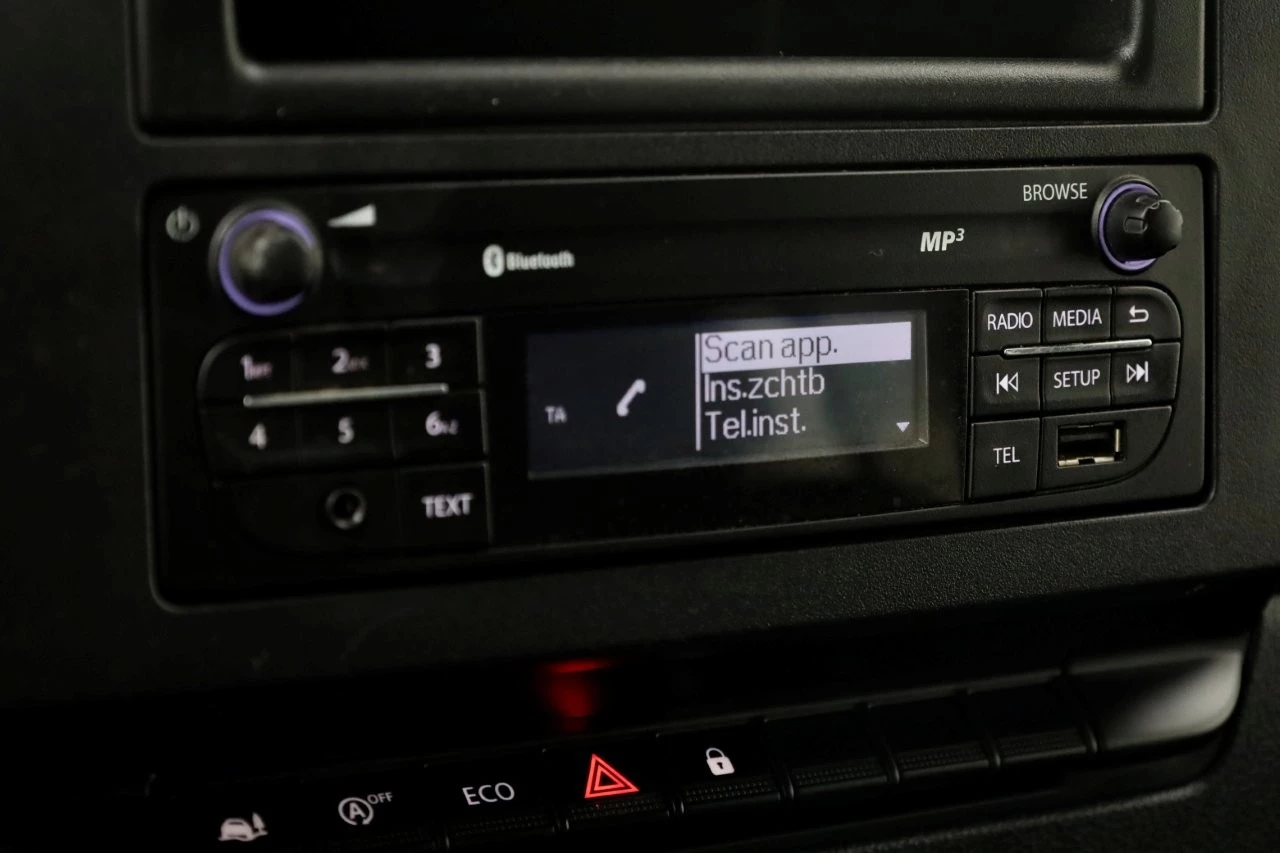 BROWSE
MP3
Bluetooth
1
2
3
RADIO
MEDIA
Scan app.
Ins.zchtb
Tel.inst.
TA
SETUP
4
5
6
TEL
TEXT
ECO
A OFF